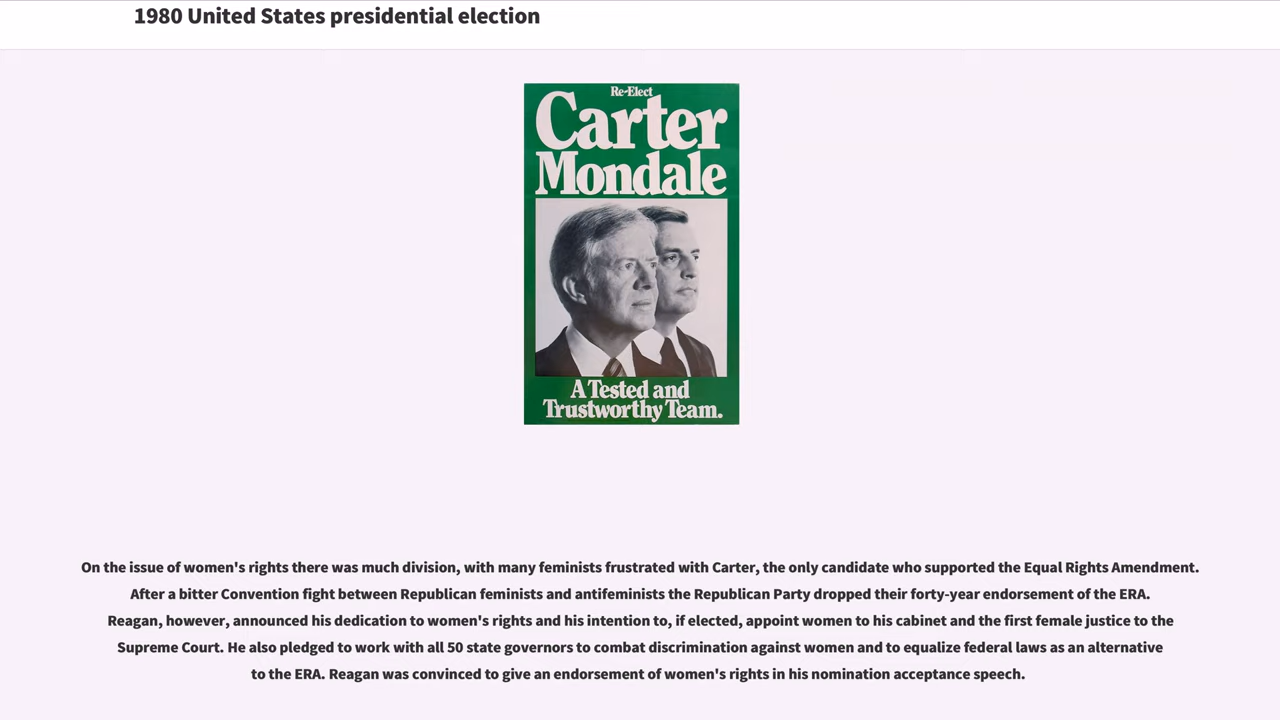 1980 United States presidential election
Re-Elect
Carter
Mondale
A Tested and
Trustworthy Team.
On the issue of women's rights there was much division, with many feminists frustrated with Carter, the only candidate who supported the Equal Rights Amendment.
After a bitter Convention fight between Republican feminists and antifeminists the Republican Party dropped their forty-year endorsement of the ERA.
Reagan, however, announced his dedication to women's rights and his intention to, if elected, appoint women to his cabinet and the first female justice to the
Supreme Court. He also pledged to work with all 50 state governors to combat discrimination against women and to equalize federal laws as an alternative
to the ERA. Reagan was convinced to give an endorsement of women's rights in his nomination acceptance speech.